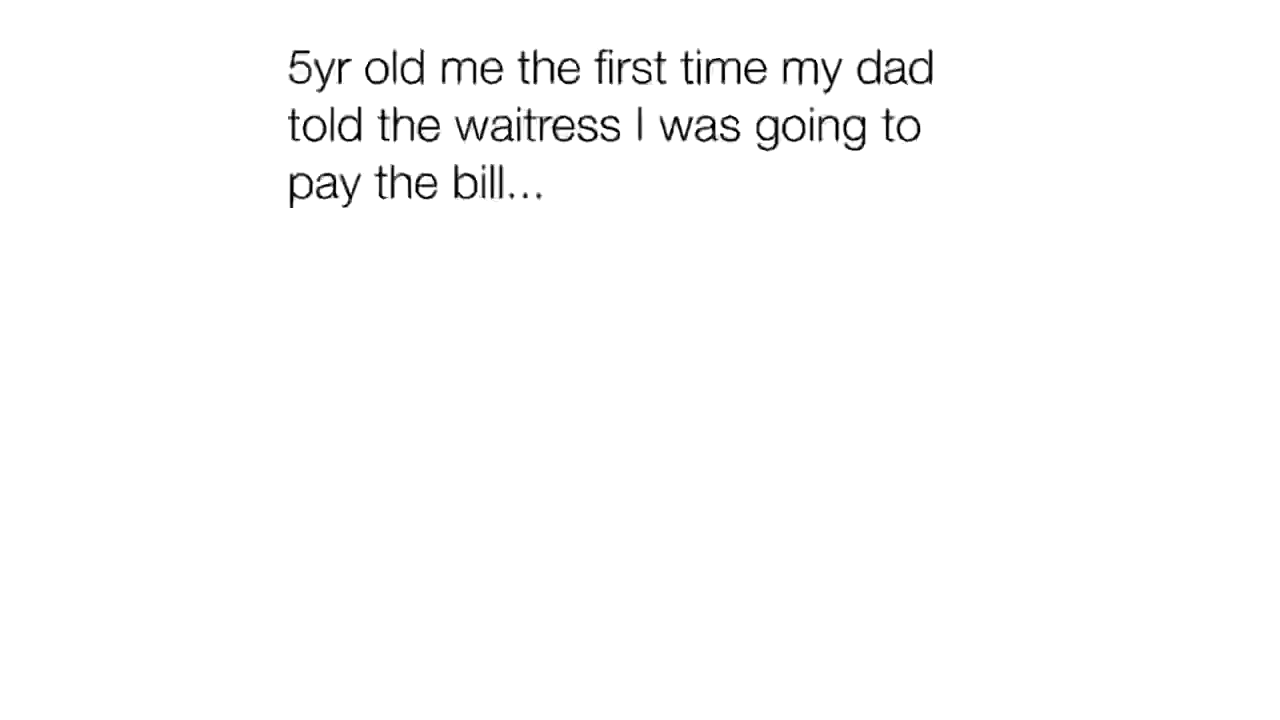 5yr old me the first time my dad
told the waitress I was going to
pay the bill...